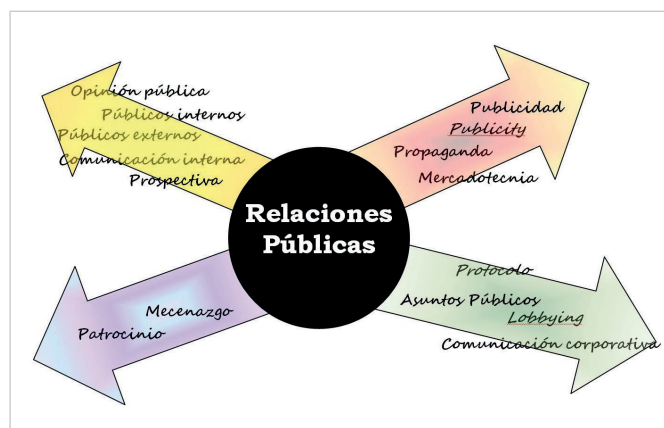 Opinión pública
Públicos internos
Públicos externos
Comunicación interna
Prospectiva
Publicidad
Publicity
Propaganda
Mercadotecnia
Relaciones
Públicas
Mecenazgo
Patrocinio
Protocolo
Asuntos Públicos
Lobbying
Comunicación corporativa